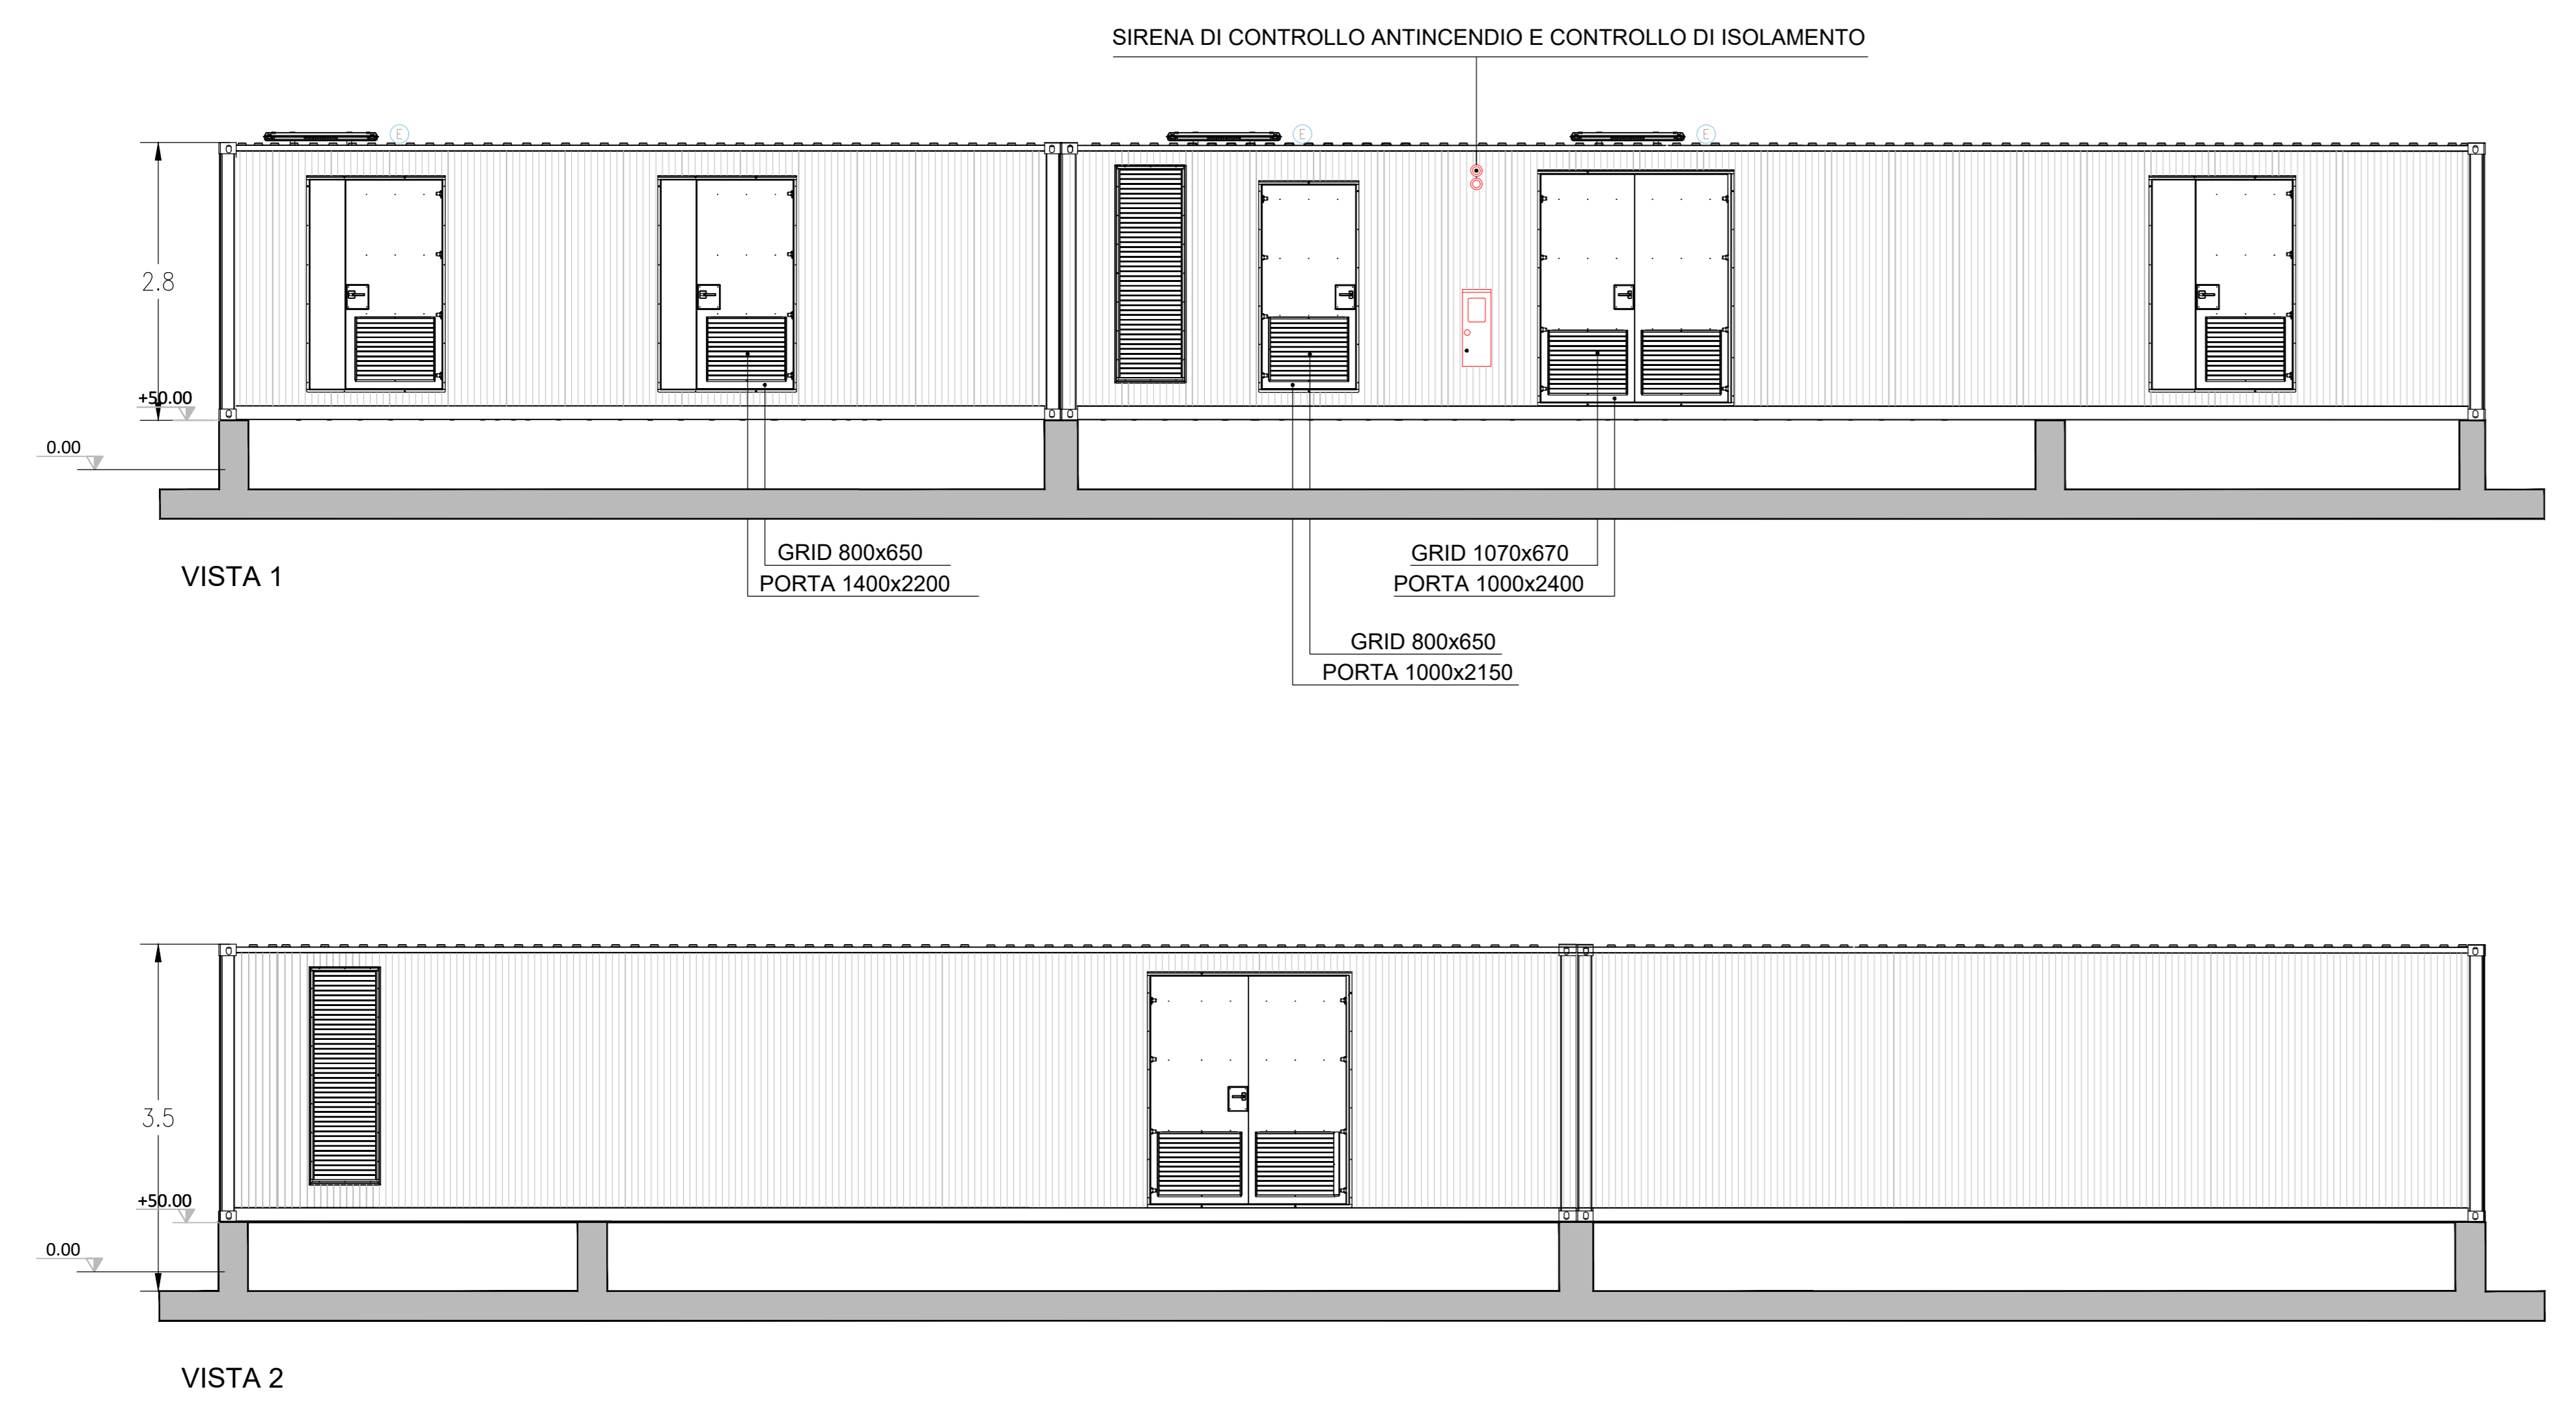 SIRENA DI CONTROLLO ANTINCENDIO E CONTROLLO DI ISOLAMENTO
E E E
2.8
+50.00
0.00
GRID 800x650
PORTA 1400x2200
GRID 1070x670
PORTA 1000x2400
GRID 800x650
PORTA 1000x2150
VISTA 1
3.5
+50.00
0.00
VISTA 2